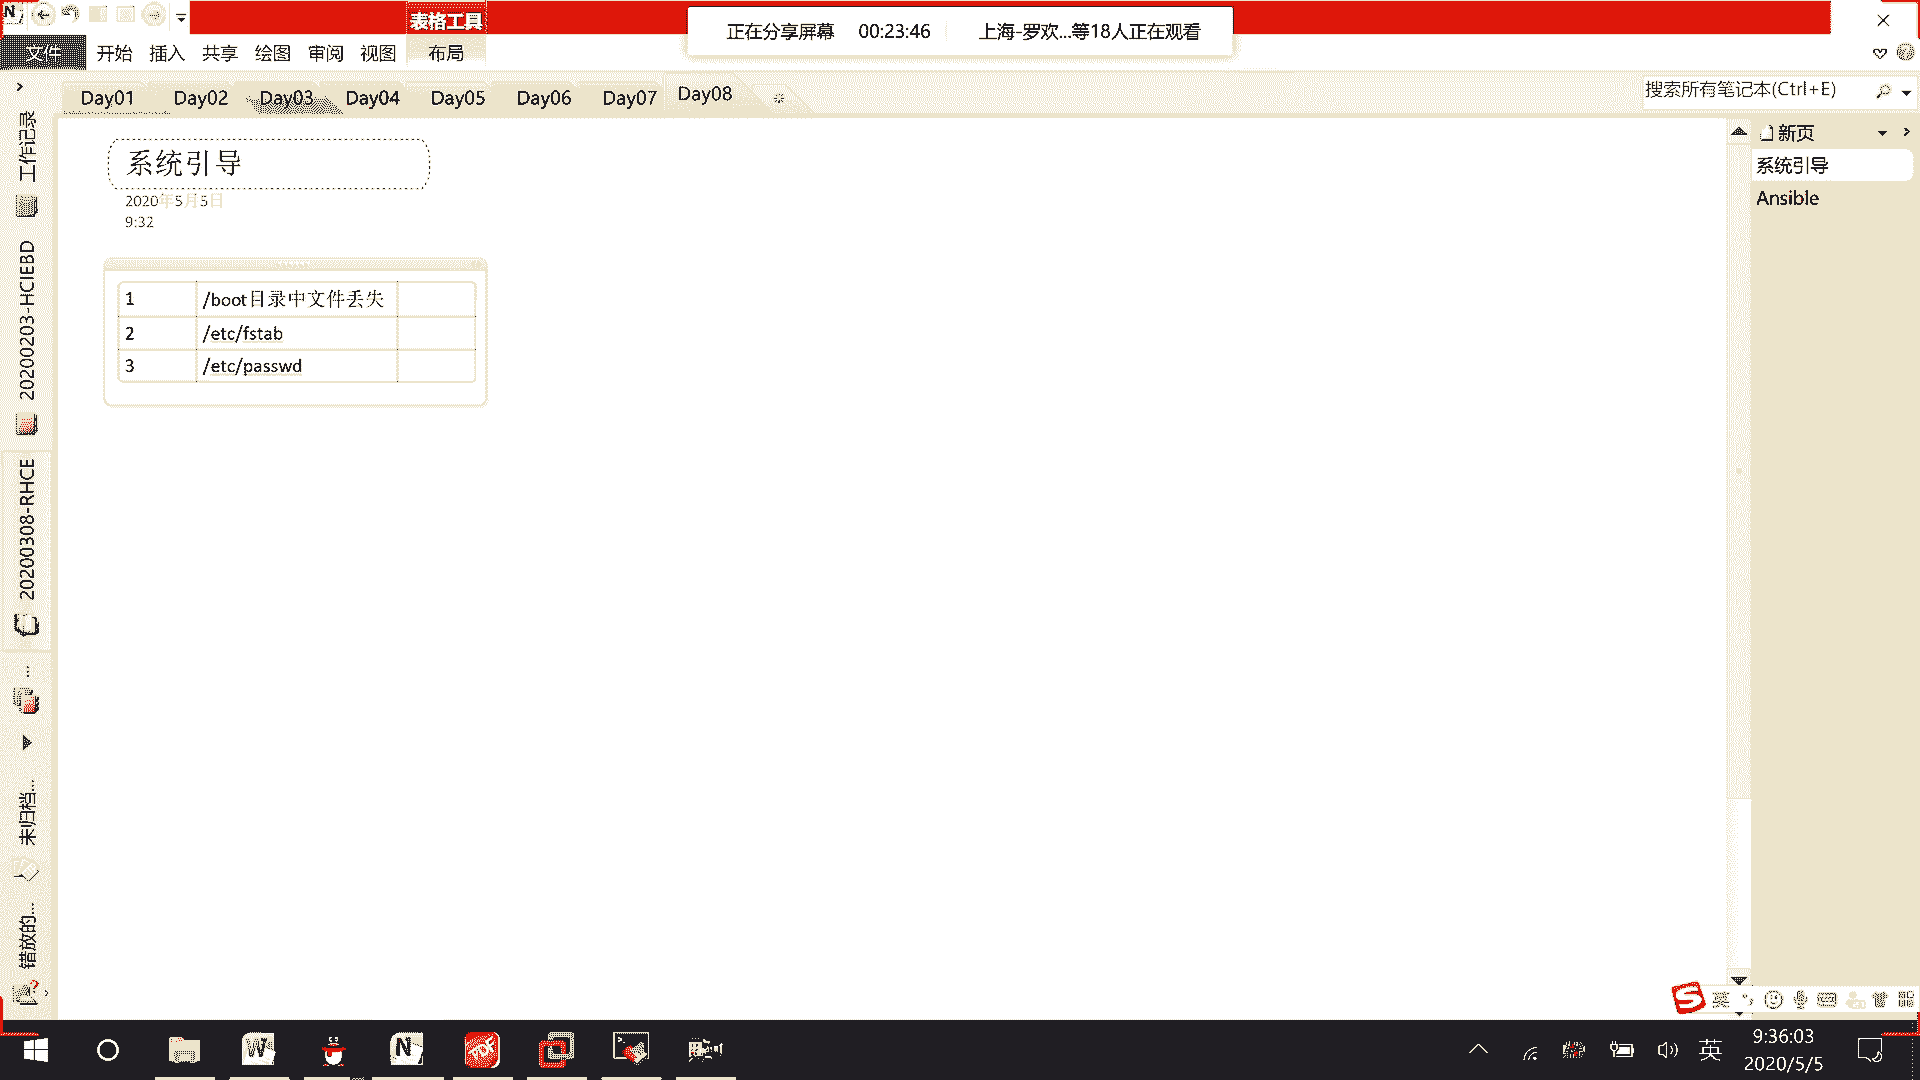 表格工具
正在分享屏幕 00:23:46 上海-罗欢...等18人正在观看
文件 开始 插入 共享 绘图 审阅 视图 布局
Day01 Day02 Day03 Day04 Day05 Day06 Day07 Day08
搜索所有笔记本(Ctrl+E)
工作记录
20200203-HCIEBD
20200308-RHCE
...
未归档...
错放的...
系统引导
2020年5月5日
9:32
1 /boot目录中文件丢失
2 /etc/fstab
3 /etc/passwd
新页
系统引导
Ansible
英
英
9:36:03
2020/5/5